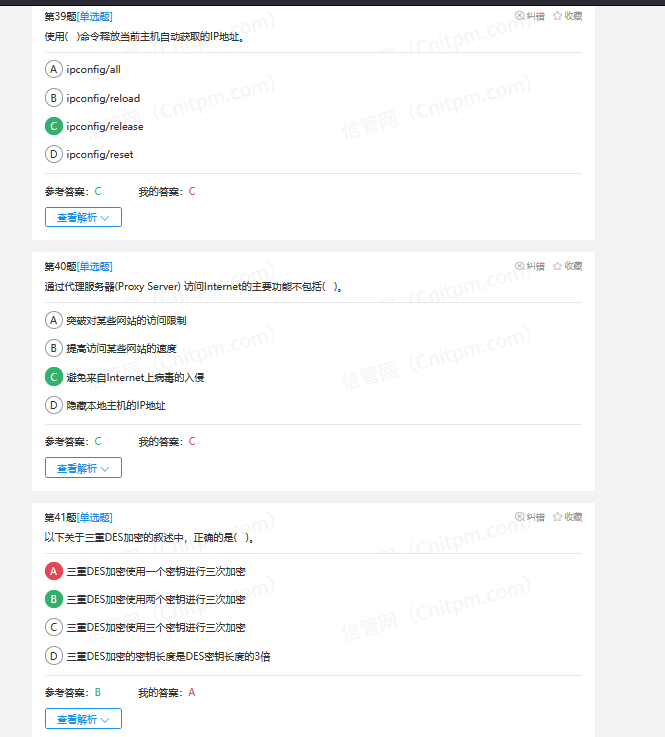 第39题[单选题] 纠错 收藏
使用( )命令释放当前主机自动获取的IP地址。
A ipconfig/all
B ipconfig/reload
C ipconfig/release
D ipconfig/reset
参考答案： C 我的答案： C
查看解析
第40题[单选题] 纠错 收藏
通过代理服务器(Proxy Server) 访问Internet的主要功能不包括( )。
A 突破对某些网站的访问限制
B 提高访问某些网站的速度
C 避免来自Internet上病毒的入侵
D 隐藏本地主机的IP地址
参考答案： C 我的答案： C
查看解析
第41题[单选题] 纠错 收藏
以下关于三重DES加密的叙述中，正确的是( )。
A 三重DES加密使用一个密钥进行三次加密
B 三重DES加密使用两个密钥进行三次加密
C 三重DES加密使用三个密钥进行三次加密
D 三重DES加密的密钥长度是DES密钥长度的3倍
参考答案： B 我的答案： A
查看解析
信管网（Cnitpm.com）